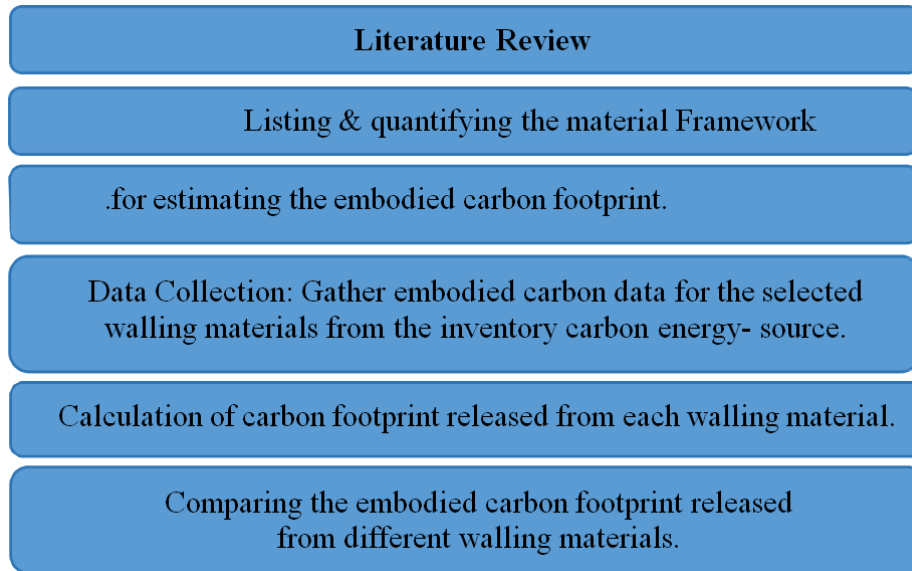 Literature Review
Listing & quantifying the material Framework
.for estimating the embodied carbon footprint.
Data Collection: Gather embodied carbon data for the selected
walling materials from the inventory carbon energy- source.
Calculation of carbon footprint released from each walling material.
Comparing the embodied carbon footprint released
from different walling materials.